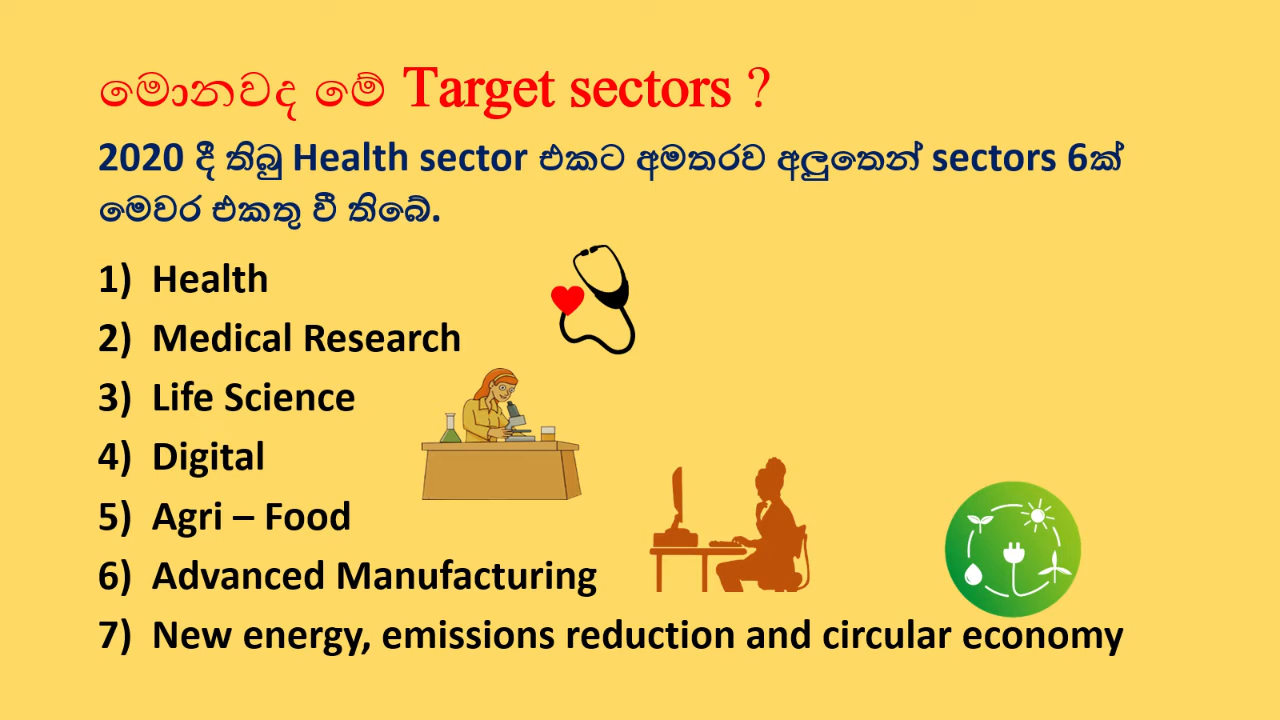 මොනවද මේ Target sectors ?
2020 දී තිබු Health sector එකට අමතරව අලුතෙන් sectors 6ක්
මෙවර එකතු වී තිබේ.
1) Health
2) Medical Research
3) Life Science
4) Digital
5) Agri – Food
6) Advanced Manufacturing
7) New energy, emissions reduction and circular economy